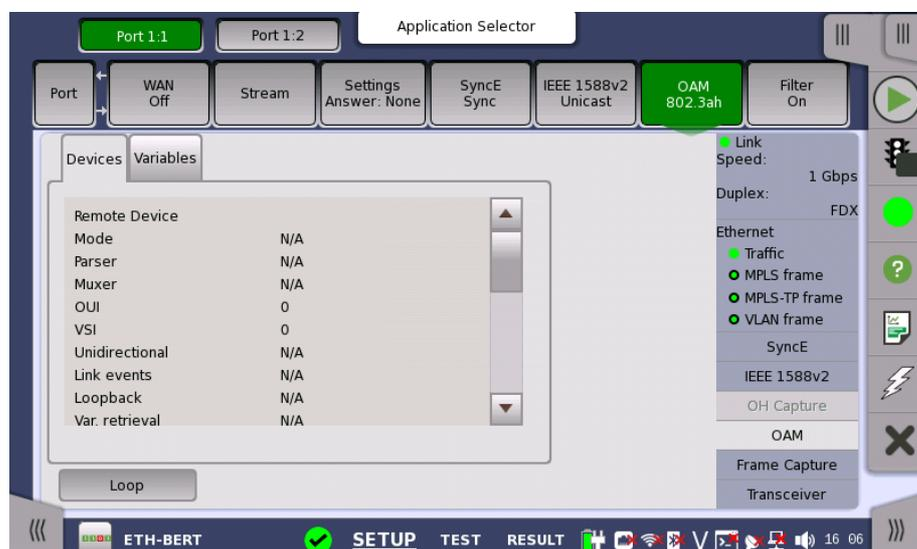 Application Selector
Port 1:1
Port 1:2
Port
WAN
Off
Stream
Settings
Answer: None
SyncE
Sync
IEEE 1588v2
Unicast
OAM
802.3ah
Filter
On
Devices
Variables
Remote Device
Mode N/A
Parser N/A
Muxer N/A
OUI 0
VSI 0
Unidirectional N/A
Link events N/A
Loopback N/A
Var. retrieval N/A
Loop
Link
Speed:
1 Gbps
Duplex:
FDX
Ethernet
Traffic
MPLS frame
MPLS-TP frame
VLAN frame
SyncE
IEEE 1588v2
OH Capture
OAM
Frame Capture
Transceiver
ETH-BERT
SETUP TEST RESULT
16 06